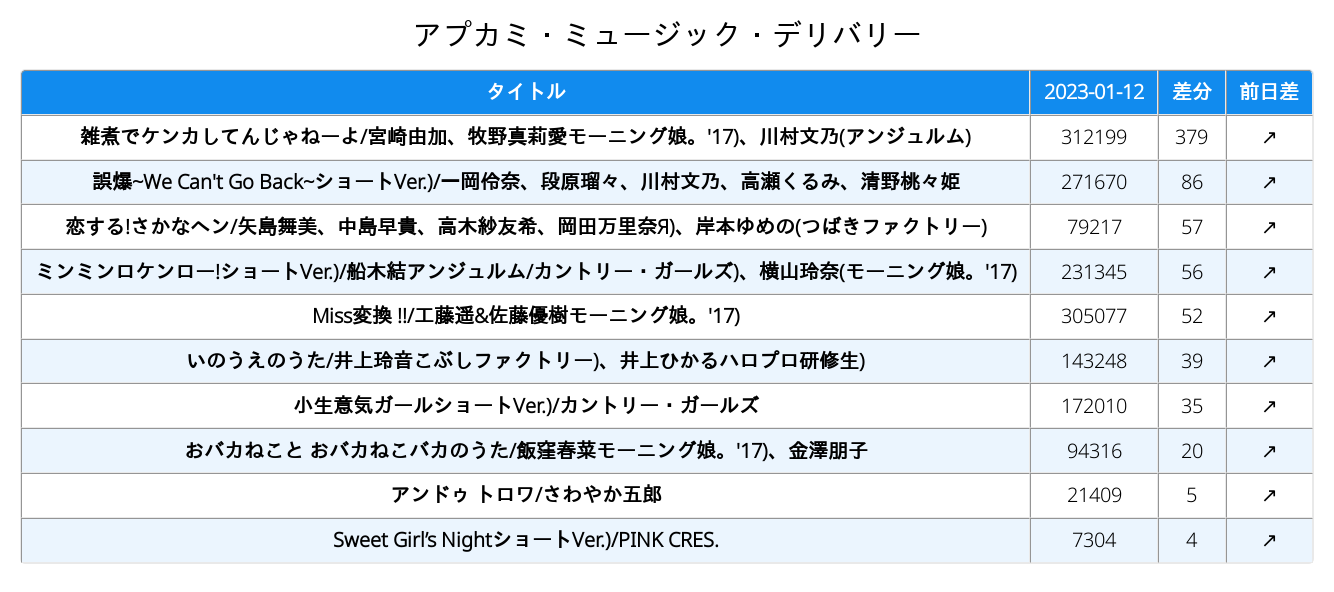 アプカミ・ミュージック・デリバリー
タイトル 2023-01-12 差分 前日差
雑煮でケンカしてんじゃねーよ/宮崎由加、牧野真莉愛モーニング娘。'17)、川村文乃(アンジュルム) 312199 379 ↗
誤爆~We Can't Go Back~ショートVer.)/一岡伶奈、段原瑠々、川村文乃、高瀬くるみ、清野桃々姫 271670 86 ↗
恋する!さかなヘン/矢島舞美、中島早貴、高木紗友希、岡田万里奈Я)、岸本ゆめの(つばきファクトリー) 79217 57 ↗
ミンミンロケンロー!ショートVer.)/船木結アンジュルム/カントリー・ガールズ)、横山玲奈(モーニング娘。'17) 231345 56 ↗
Miss変換 !!/工藤遥&佐藤優樹モーニング娘。'17) 305077 52 ↗
いのうえのうた/井上玲音こぶしファクトリー)、井上ひかるハロプロ研修生) 143248 39 ↗
小生意気ガールショートVer.)/カントリー・ガールズ 172010 35 ↗
おバカねこと おバカねこバカのうた/飯窪春菜モーニング娘。'17)、金澤朋子 94316 20 ↗
アンドゥ トロワ/さわやか五郎 21409 5 ↗
Sweet Girl’s NightショートVer.)/PINK CRES. 7304 4 ↗